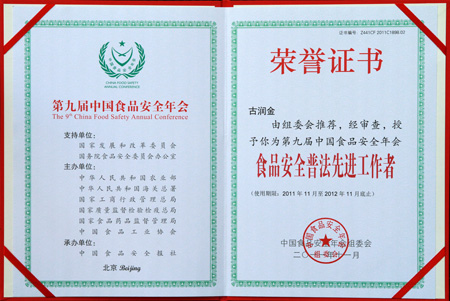 CHINA FOOD SAFETY
ANNUAL CONFERENCE
第九届中国食品安全年会
The 9th China Food Safety Annual Conference
支持单位：
国家发展和改革委员会
国务院食品安全委员会办公室
主办单位：
中华人民共和国农业部
中华人民共和国海关总署
国家工商行政管理总局
国家质量监督检验检疫总局
国家食品药品监督管理局
中国食品工业协会
承办单位：
中国食品安全报社
北京 Beijing
荣誉证书
古润金
由组委会推荐，经审查，授
予你为第九届中国食品安全年会
食品安全普法先进工作者
（使用期限：2011年11月至2012年11月底止）
中国食品安全年会组委会